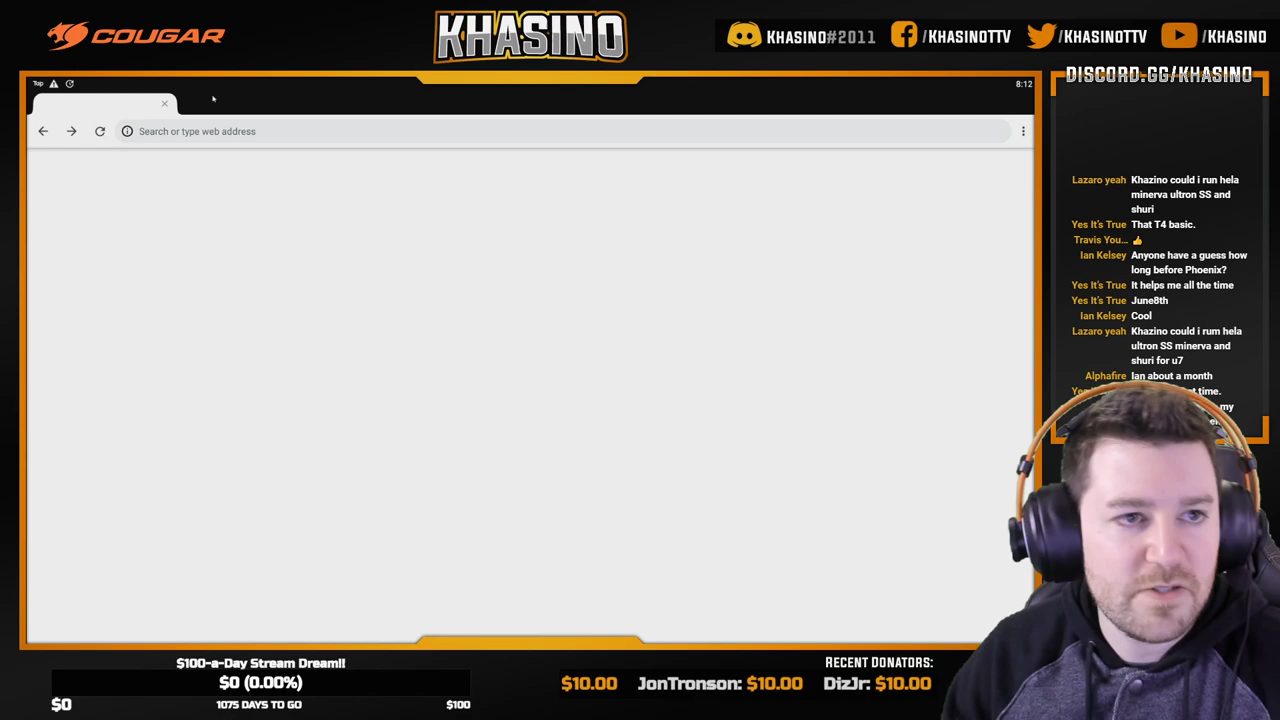 COUGAR
KHASINO
KHASINO#2011
/KHASINOTTV
/KHASINOTTV
/KHASINO
DISCORD.GG/KHASINO
Tap
8:12
Search or type web address
Lazaro yeah Khazino could i run hela
minerva ultron SS and
shuri
Yes It's True That T4 basic.
Travis You... 👍
Ian Kelsey Anyone have a guess how
long before Phoenix?
Yes It's True It helps me all the time
Yes It's True June8th
Ian Kelsey Cool
Lazaro yeah Khazino could i rum hela
ultron SS minerva and
shuri for u7
Alphafire Ian about a month
time.
my
$100-a-Day Stream Dream!!
$0 (0.00%)
$0
1075 DAYS TO GO
$100
RECENT DONATORS:
$10.00 JonTronson: $10.00 DizJr: $10.00